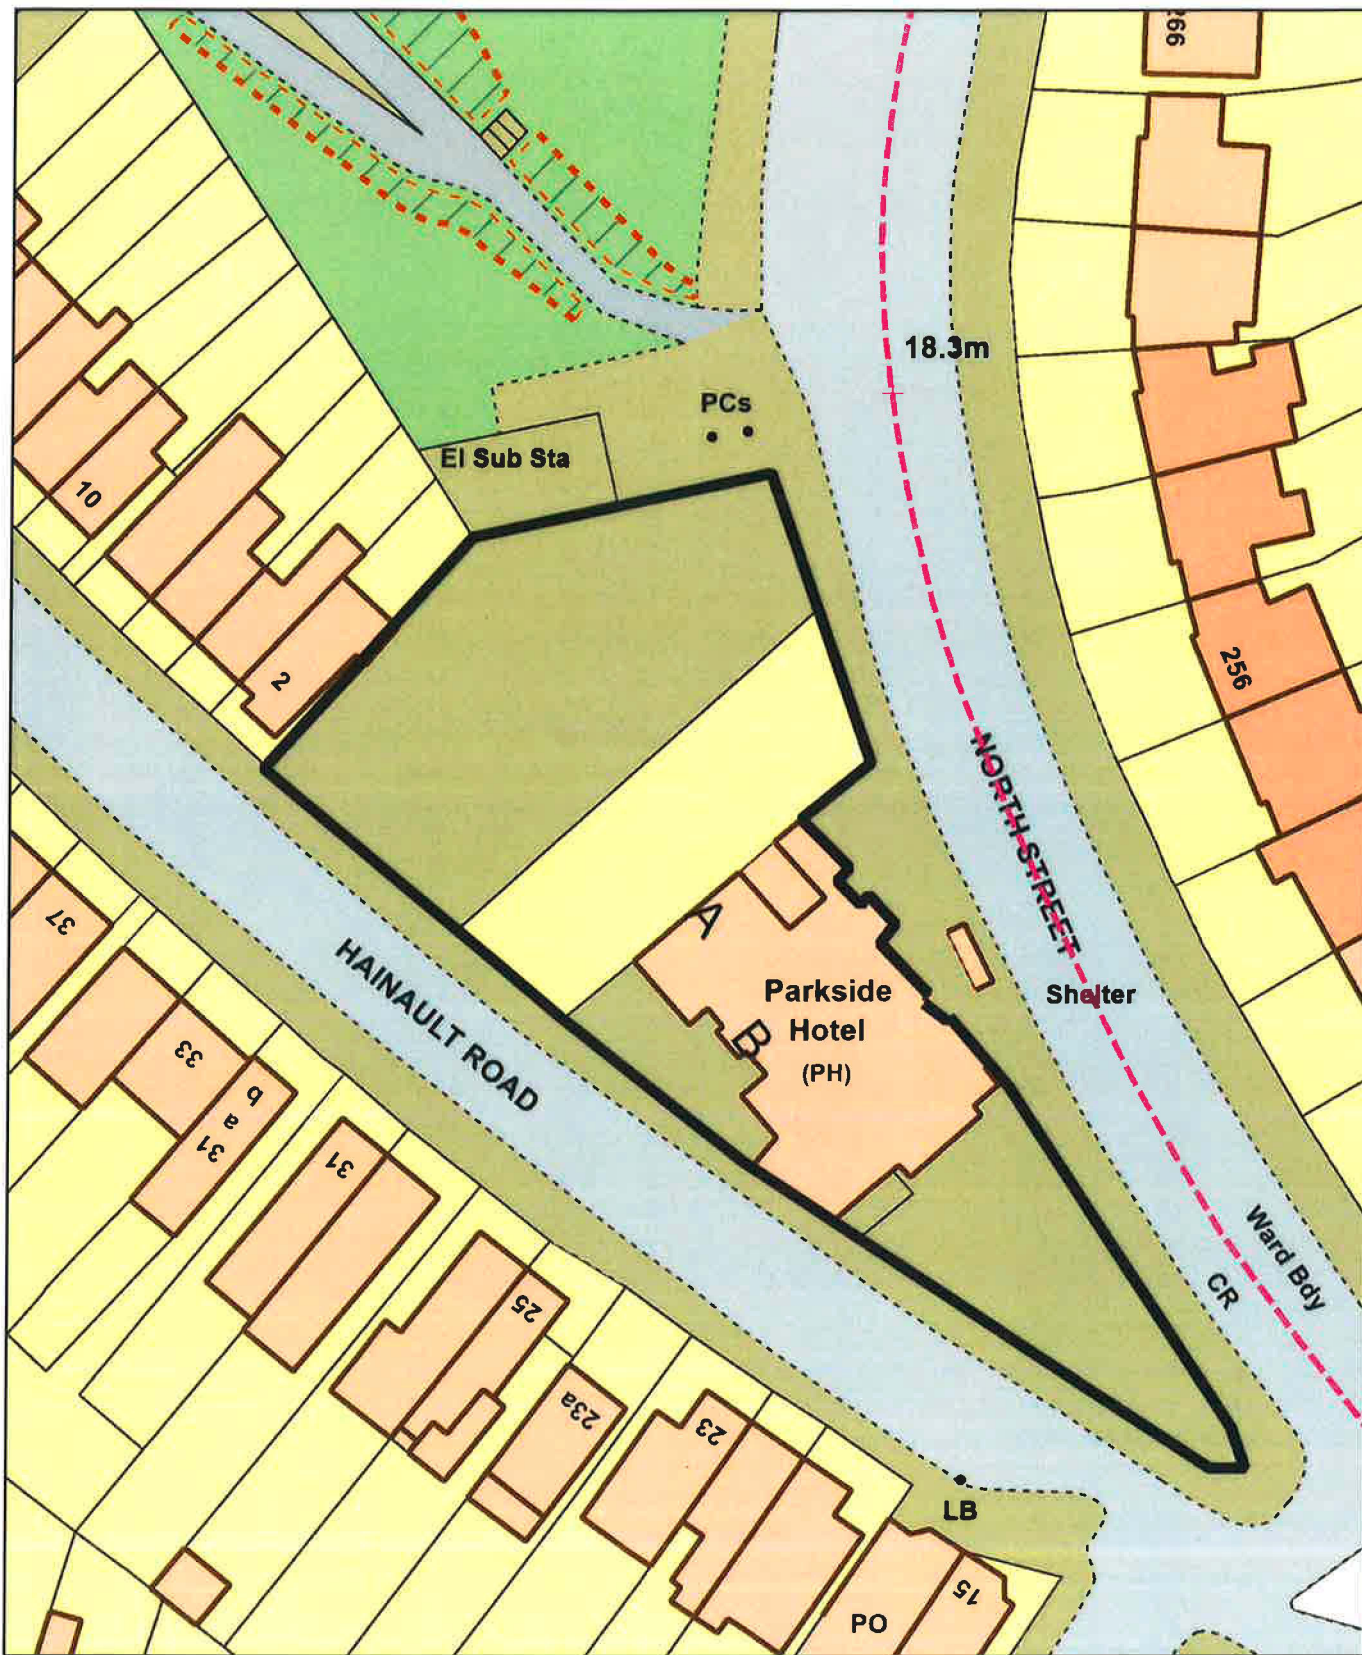 266
18.3m
PCs
El Sub Sta
10
2
256
NORTH STREET
A
Parkside
Hotel
(PH)
B
Shelter
HAINAULT ROAD
37
33
31
a
b
31
25
23a
23
Ward Bdy
CR
LB
15
PO